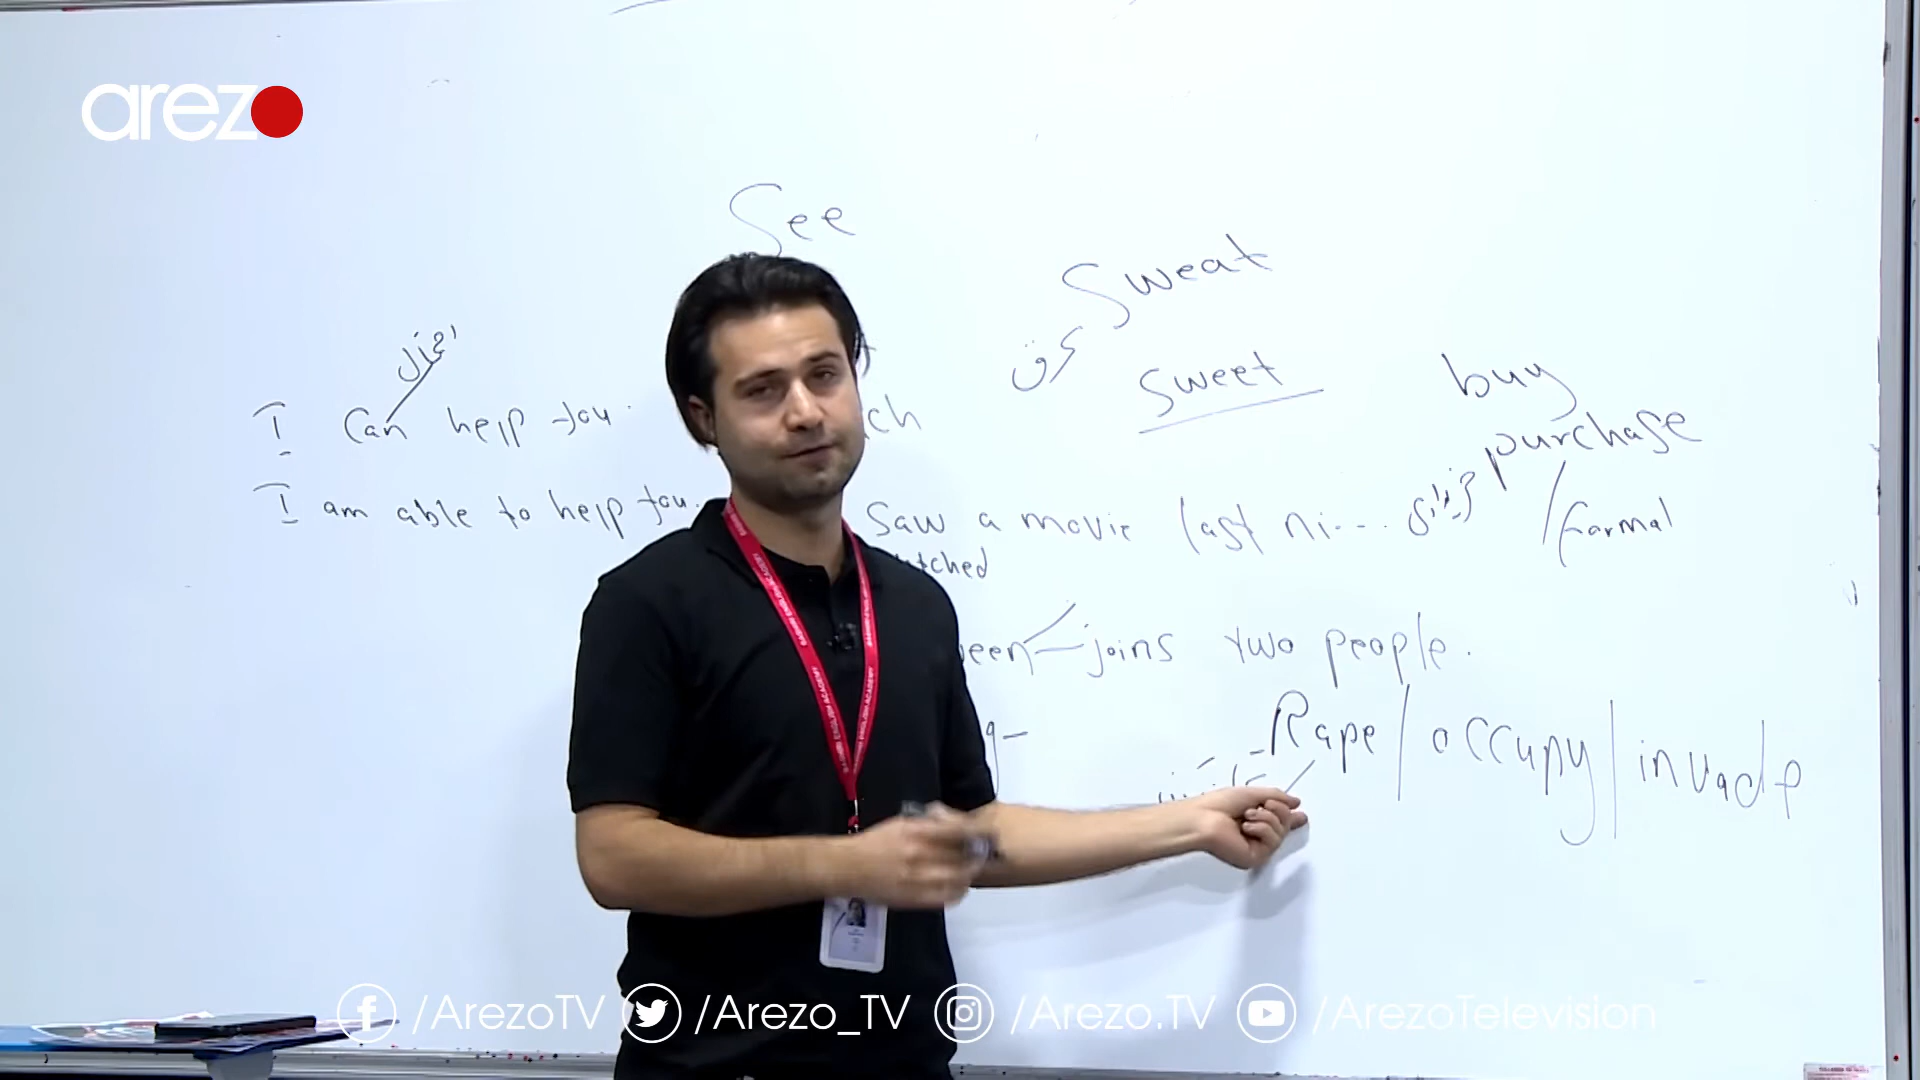 arezo
See
Sweat
عرق
Sweet
buy
purchase
formal
I can help you.
I am able to help you.
Saw a movie last ni...
joins two people.
Rape / occupy / invade
/ArezoTV /Arezo_TV /Arezo.TV /ArezoTelevision